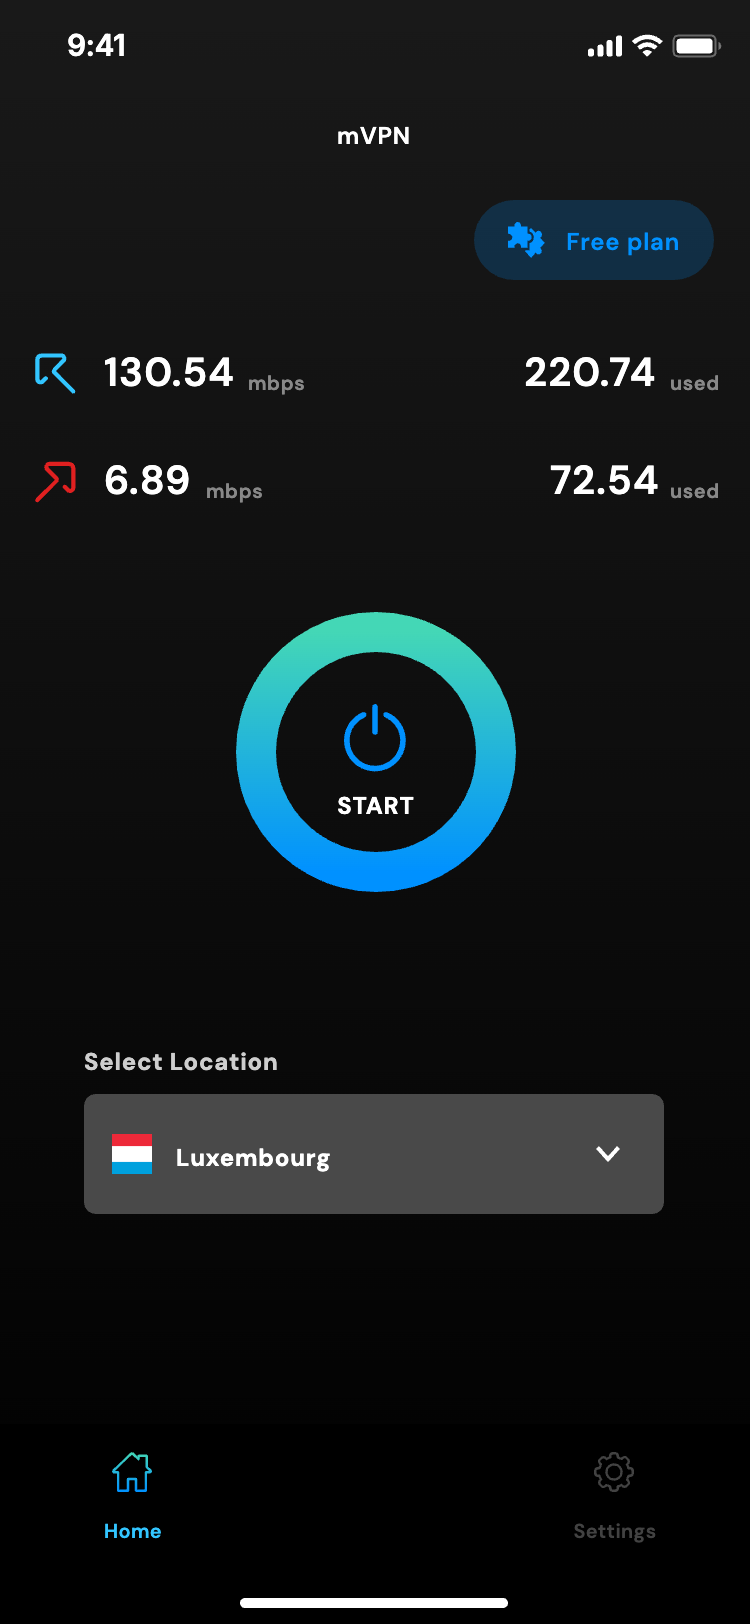 9:41
mVPN
Free plan
130.54 mbps 220.74 used
6.89 mbps 72.54 used
START
Select Location
Luxembourg
Home Settings